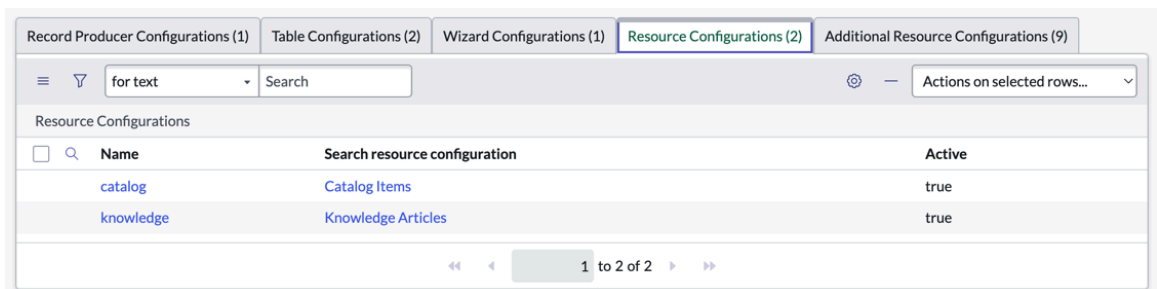 Record Producer Configurations (1) Table Configurations (2) Wizard Configurations (1) Resource Configurations (2) Additional Resource Configurations (9)
for text Search Actions on selected rows...
Resource Configurations
Name Search resource configuration Active
catalog Catalog Items true
knowledge Knowledge Articles true
1 to 2 of 2